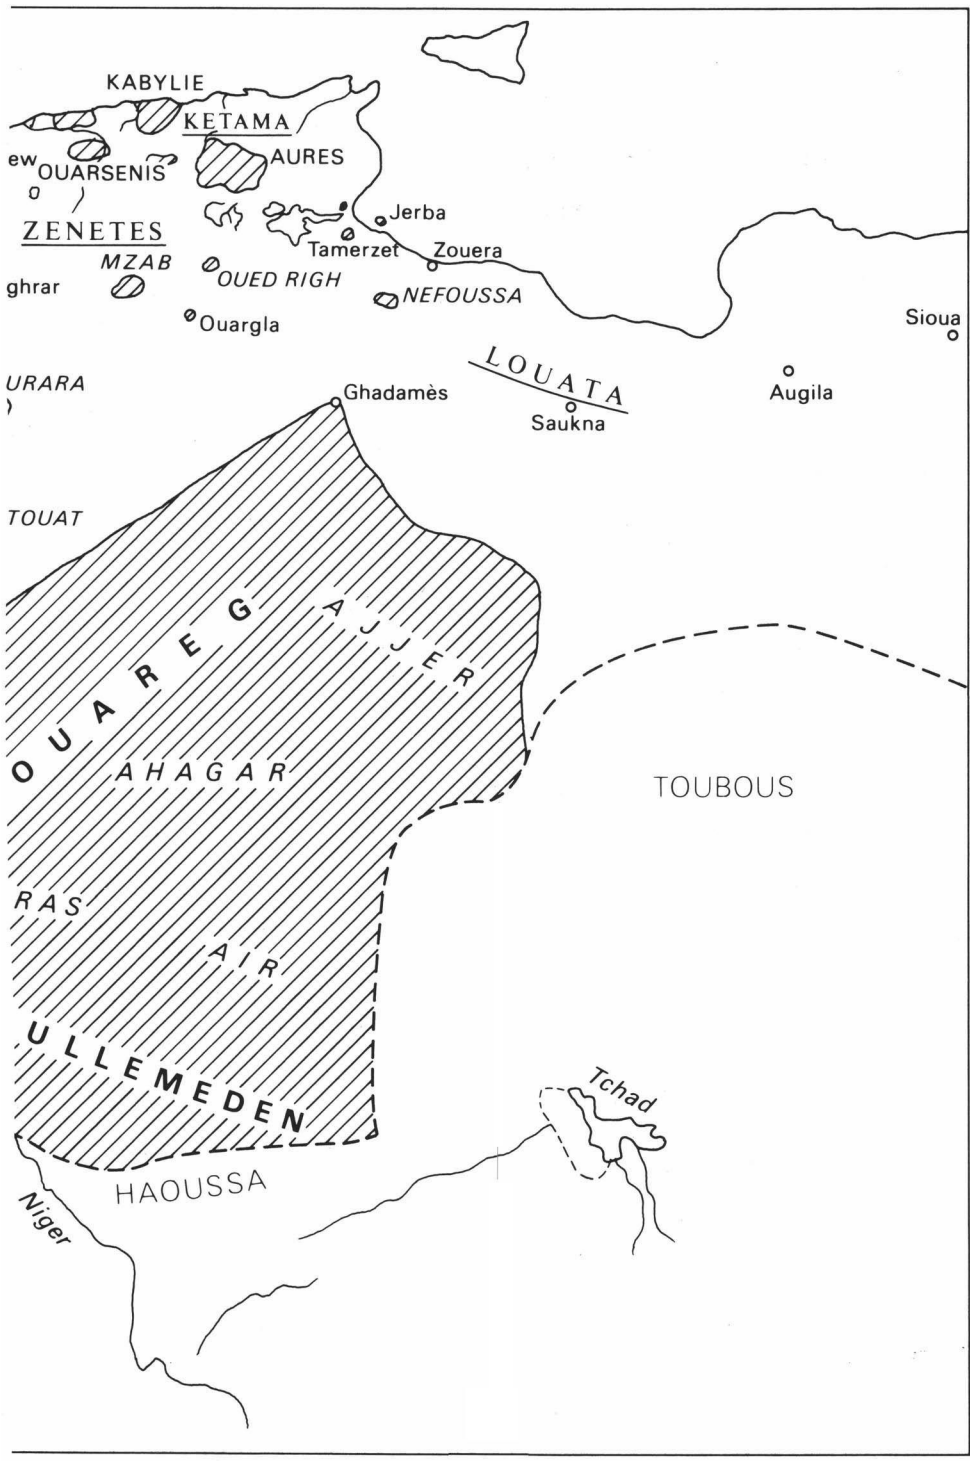 KABYLIE
KETAMA
ew
OUARSENIS
AURES
ZENETES
Jerba
Tamerzet
Zouera
MZAB
OUED RIGH
ghrar
NEFOUSSA
Ouargla
Sioua
LOUATA
URARA
Ghadamès
Augila
Saukna
TOUAT
OUAREG
AJJER
AHAGAR
TOUBOUS
RAS
AIR
ULLEMEDEN
Tchad
HAOUSSA
Niger